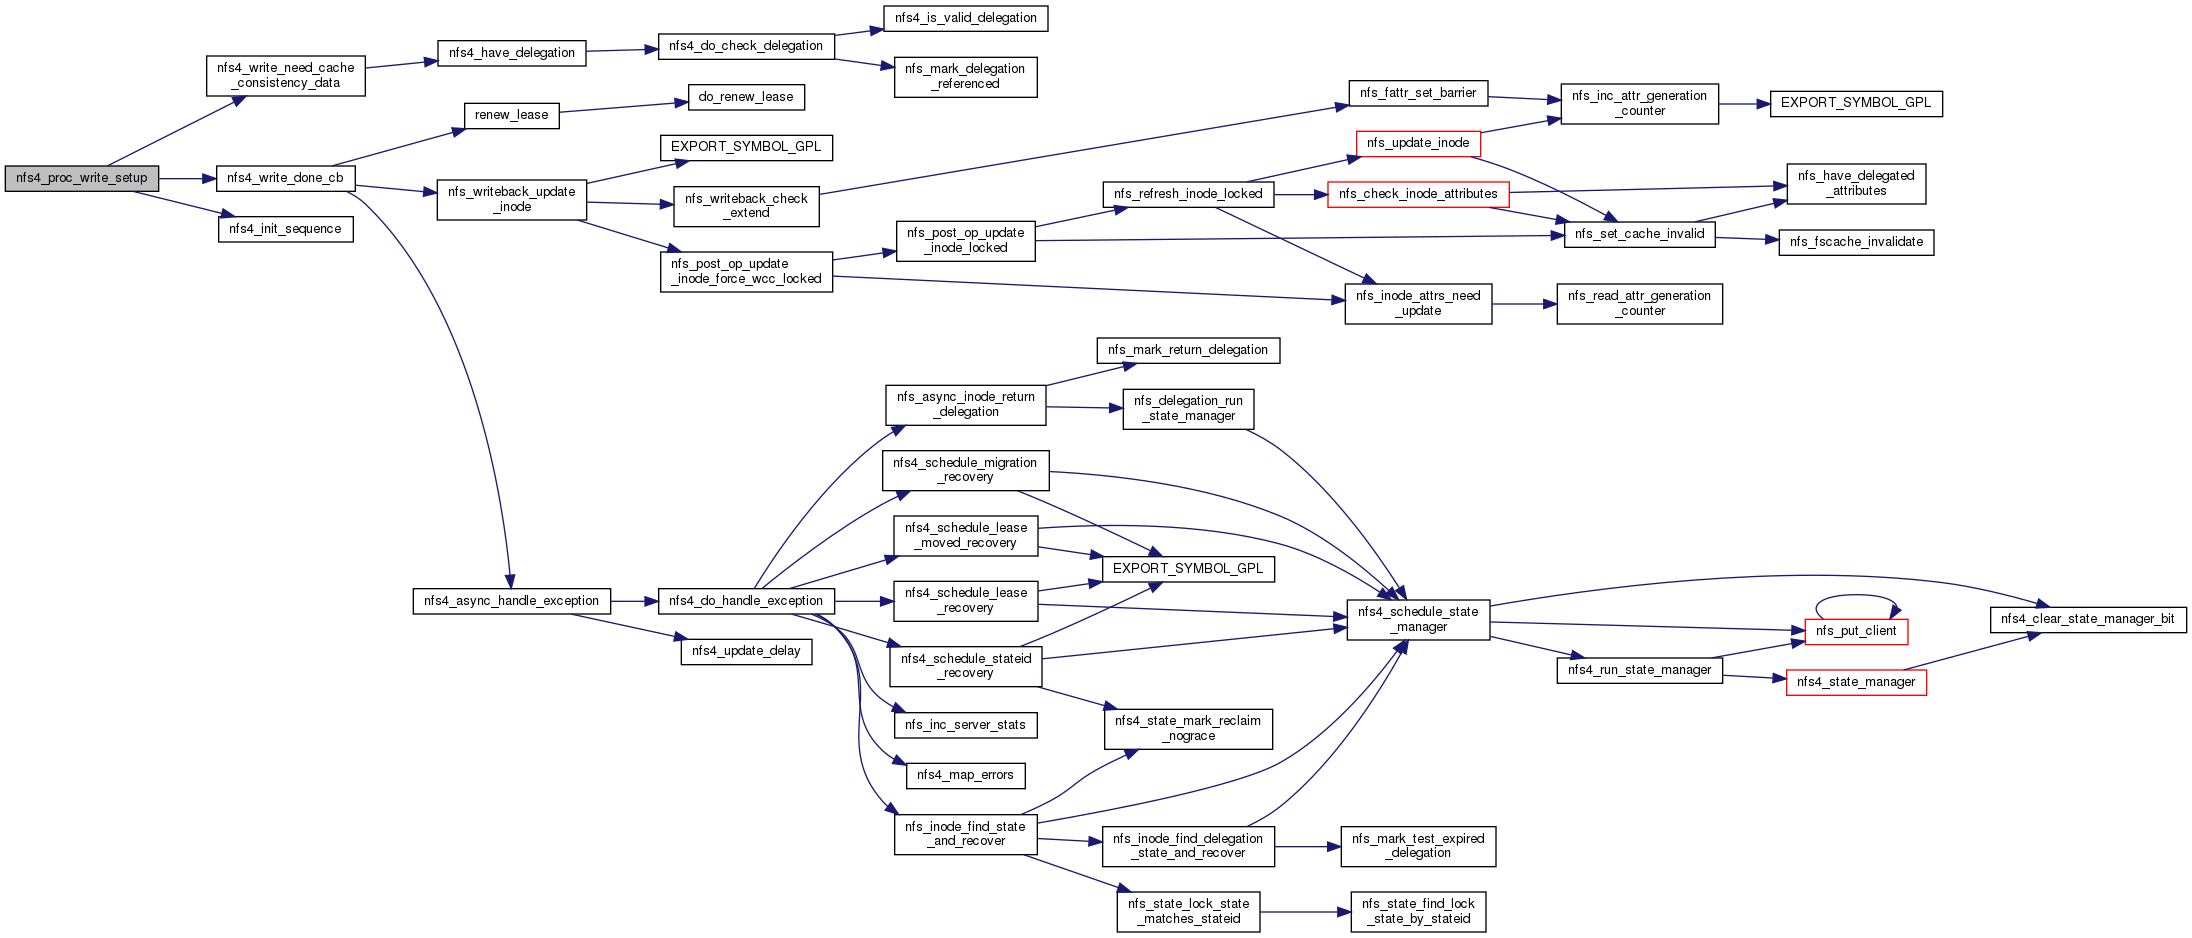 nfs4_proc_write_setup
nfs4_write_need_cache
_consistency_data
nfs4_have_delegation
nfs4_do_check_delegation
nfs4_is_valid_delegation
nfs_mark_delegation
_referenced
nfs4_write_done_cb
renew_lease
do_renew_lease
nfs_writeback_update
_inode
EXPORT_SYMBOL_GPL
nfs_writeback_check
_extend
nfs_fattr_set_barrier
nfs_inc_attr_generation
_counter
EXPORT_SYMBOL_GPL
nfs_post_op_update
_inode_force_wcc_locked
nfs_post_op_update
_inode_locked
nfs_refresh_inode_locked
nfs_update_inode
nfs_check_inode_attributes
nfs_have_delegated
_attributes
nfs_set_cache_invalid
nfs_fscache_invalidate
nfs_inode_attrs_need
_update
nfs_read_attr_generation
_counter
nfs4_init_sequence
nfs4_async_handle_exception
nfs4_do_handle_exception
nfs4_update_delay
nfs_async_inode_return
_delegation
nfs_mark_return_delegation
nfs_delegation_run
_state_manager
nfs4_schedule_migration
_recovery
nfs4_schedule_lease
_moved_recovery
EXPORT_SYMBOL_GPL
nfs4_schedule_lease
_recovery
nfs4_schedule_stateid
_recovery
nfs4_schedule_state
_manager
nfs_put_client
nfs4_clear_state_manager_bit
nfs4_run_state_manager
nfs4_state_manager
nfs_inc_server_stats
nfs4_state_mark_reclaim
_nograce
nfs4_map_errors
nfs_inode_find_state
_and_recover
nfs_inode_find_delegation
_state_and_recover
nfs_mark_test_expired
_delegation
nfs_state_lock_state
_matches_stateid
nfs_state_find_lock
_state_by_stateid